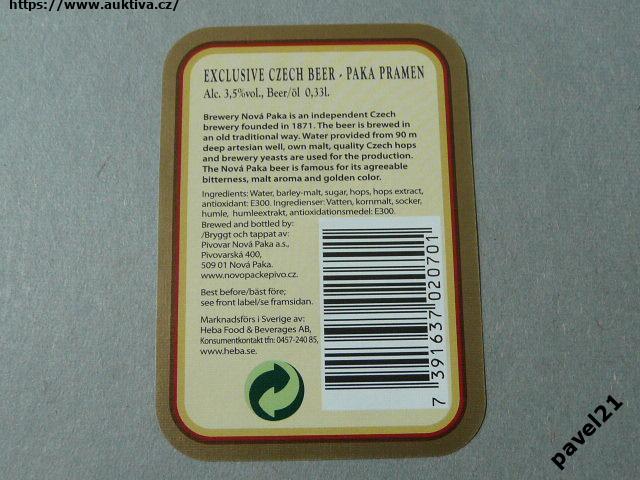 https://www.auktiva.cz/
EXCLUSIVE CZECH BEER - PAKA PRAMEN
Alc. 3,5%vol., Beer/öl 0,33l.
Brewery Nová Paka is an independent Czech
brewery founded in 1871. The beer is brewed in
an old traditional way. Water provided from 90 m
deep artesian well, own malt, quality Czech hops
and brewery yeasts are used for the production.
The Nová Paka beer is famous for its agreeable
bitterness, malt aroma and golden color.
Ingredients: Water, barley-malt, sugar, hops, hops extract,
antioxidant: E300. Ingredienser: Vatten, kornmalt, socker,
humle, humleextrakt, antioxidationsmedel: E300.
Brewed and bottled by:
/Bryggt och tappat av:
Pivovar Nová Paka a.s.,
Pivovarská 400,
509 01 Nová Paka.
www.novopackepivo.cz.
Best before/bäst före;
see front label/se framsidan.
Marknadsförs i Sverige av:
Heba Food & Beverages AB,
Konsumentkontakt tfn: 0457-240 85,
www.heba.se.
7 391637 020701
pavel21